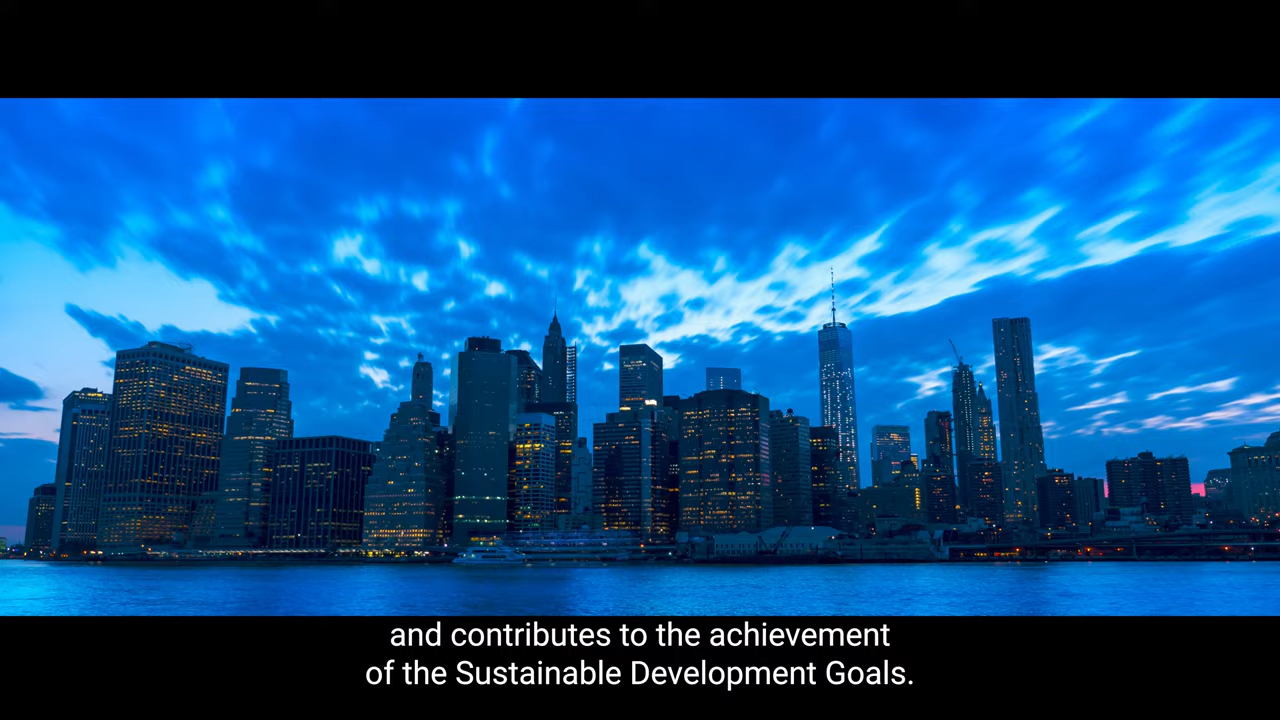 and contributes to the achievement
of the Sustainable Development Goals.